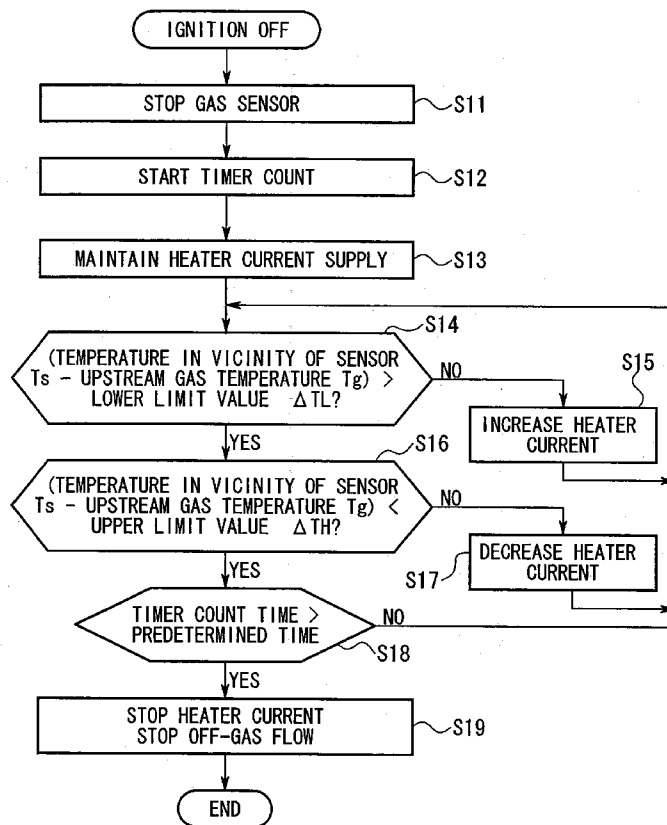 IGNITION OFF
STOP GAS SENSOR
S11
START TIMER COUNT
S12
MAINTAIN HEATER CURRENT SUPPLY
S13
S14
(TEMPERATURE IN VICINITY OF SENSOR
Ts - UPSTREAM GAS TEMPERATURE Tg) >
LOWER LIMIT VALUE ΔTL?
NO
S15
INCREASE HEATER
CURRENT
YES
S16
(TEMPERATURE IN VICINITY OF SENSOR
Ts - UPSTREAM GAS TEMPERATURE Tg) <
UPPER LIMIT VALUE ΔTH?
NO
S17
DECREASE HEATER
CURRENT
YES
TIMER COUNT TIME >
PREDETERMINED TIME
NO
S18
YES
STOP HEATER CURRENT
STOP OFF-GAS FLOW
S19
END